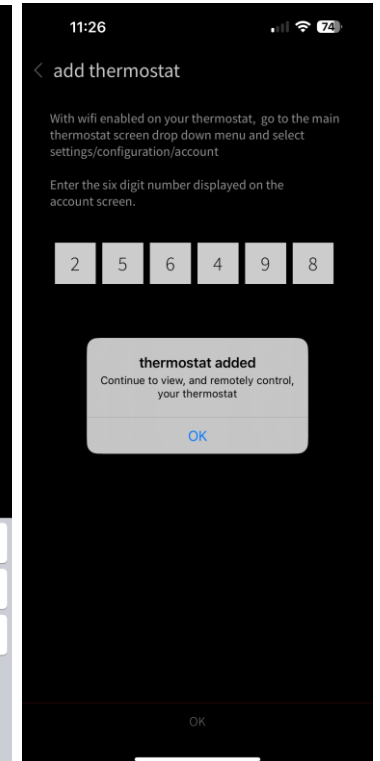 11:26
74
add thermostat
With wifi enabled on your thermostat, go to the main
thermostat screen drop down menu and select
settings/configuration/account
Enter the six digit number displayed on the
account screen.
2 5 6 4 9 8
thermostat added
Continue to view, and remotely control,
your thermostat
OK
OK